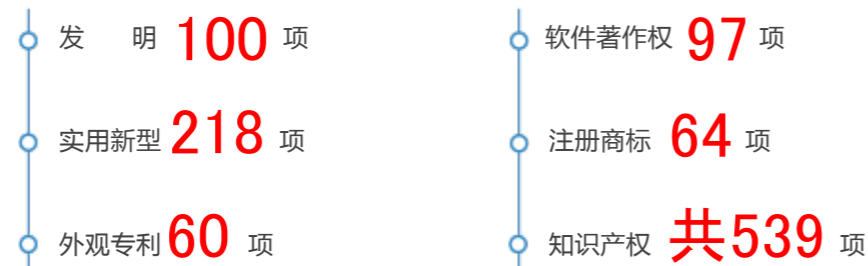 发 明 100 项
实用新型 218 项
外观专利 60 项
软件著作权 97 项
注册商标 64 项
知识产权 共539 项